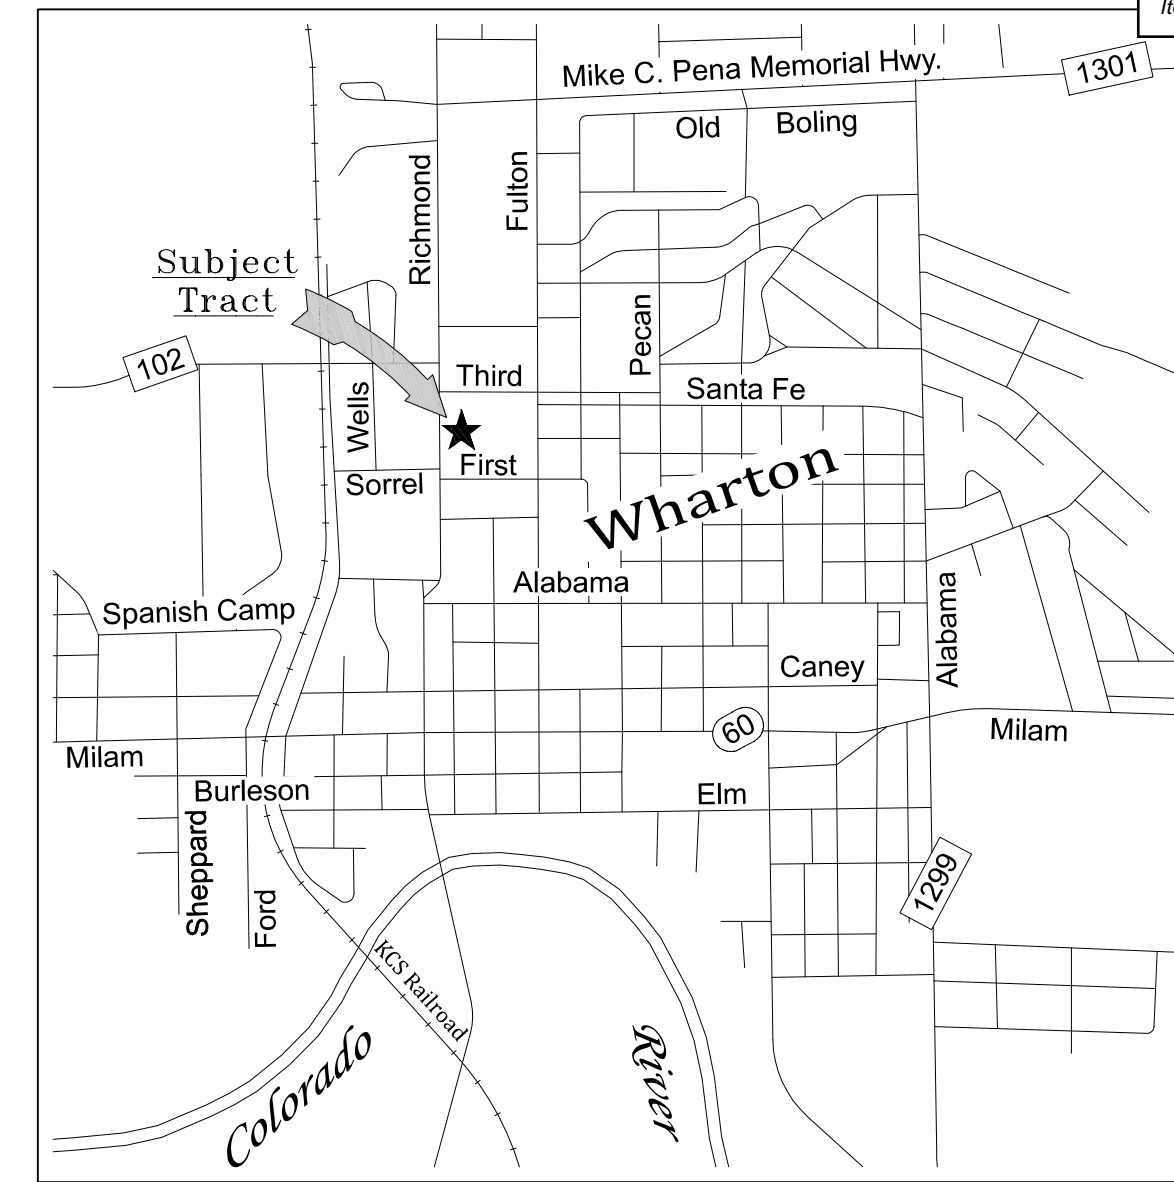 It
Mike C. Pena Memorial Hwy.
1301
Old
Boling
Richmond
Fulton
Subject
Tract
Pecan
102
Third
Santa Fe
Wells
First
Sorrel
Wharton
Alabama
Alabama
Spanish Camp
Caney
60
Milam
Milam
Burleson
Elm
Sheppard
1299
Ford
KCS Railroad
Colorado
River